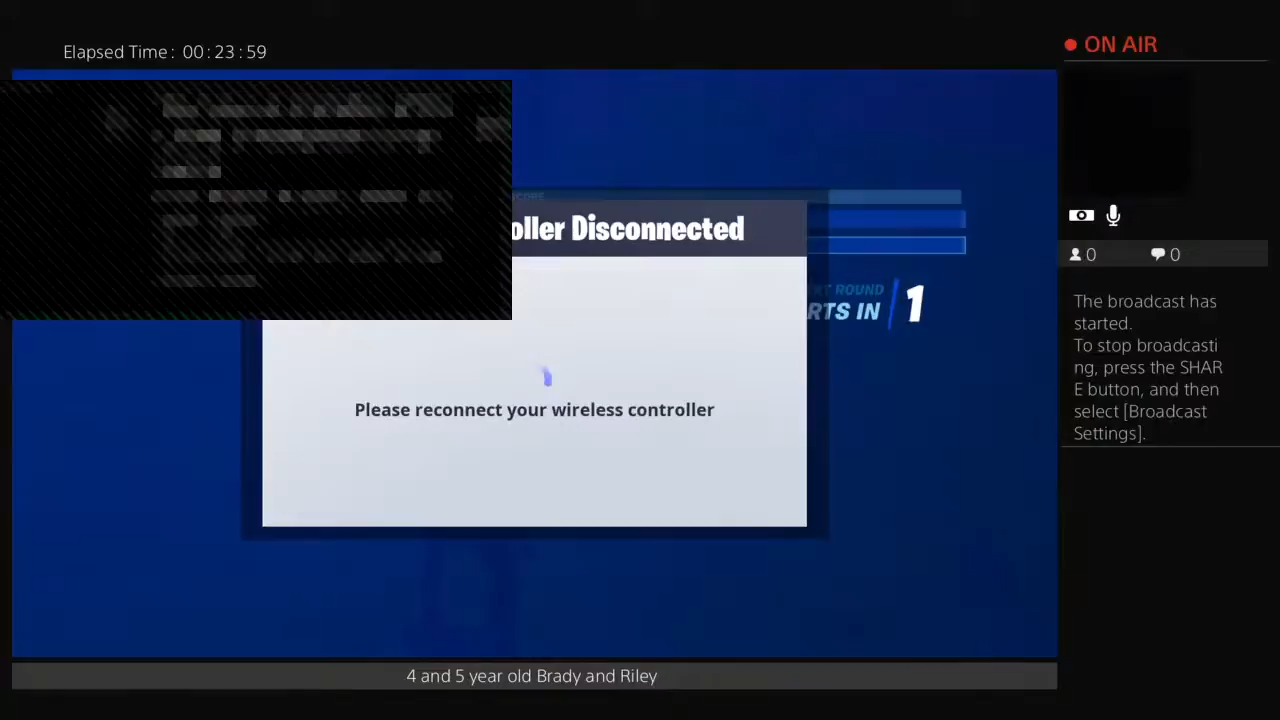 Elapsed Time: 00:23:59
ON AIR
oller Disconnected
RTS IN
1
Please reconnect your wireless controller
0
0
The broadcast has
started.
To stop broadcasti
ng, press the SHAR
E button, and then
select [Broadcast
Settings].
4 and 5 year old Brady and Riley